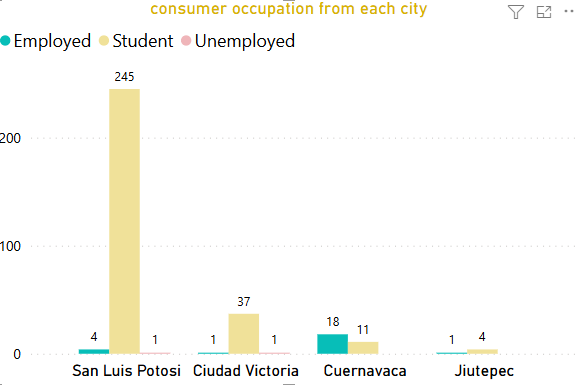 consumer occupation from each city
Employed Student Unemployed
245
200
100
37
18
11
4 1 1 1 1 4
0
San Luis Potosi Ciudad Victoria Cuernavaca Jiutepec